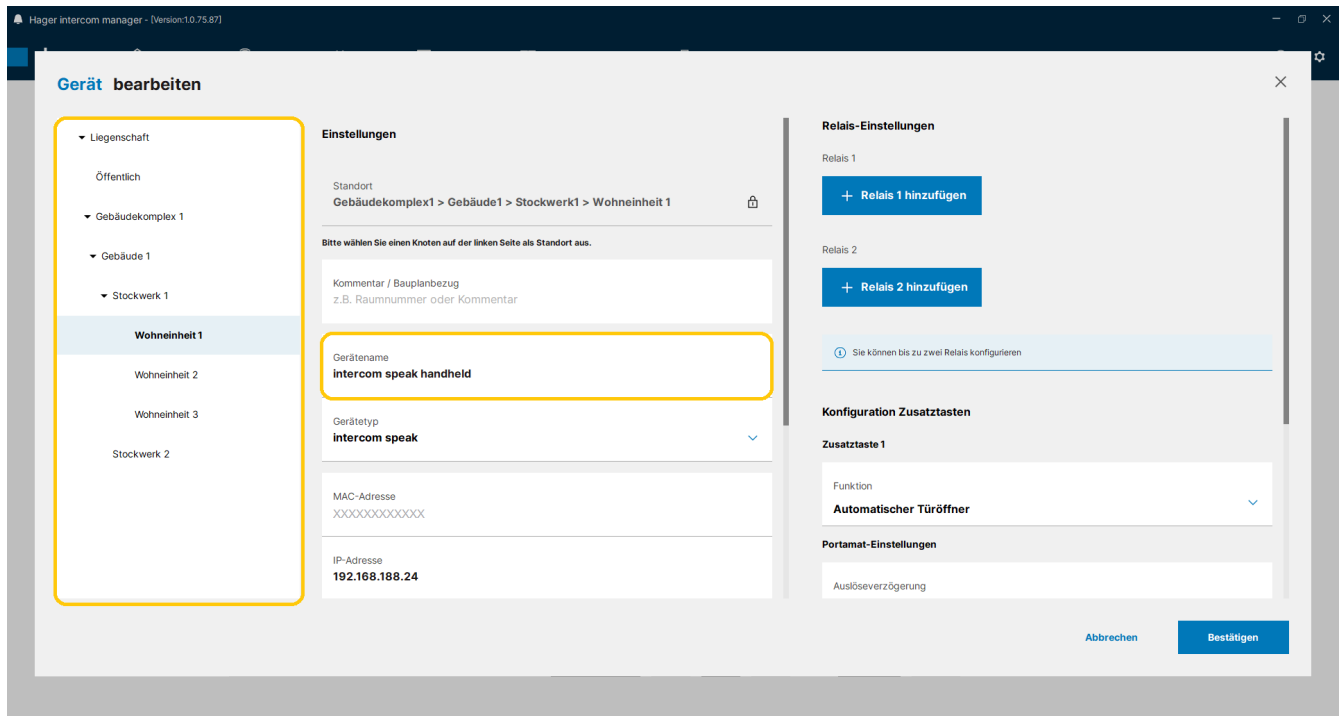 Hager intercom manager - [Version:1.0.75.87]
Gerät bearbeiten
Liegenschaft
Öffentlich
Gebäudekomplex 1
Gebäude 1
Stockwerk 1
Wohneinheit 1
Wohneinheit 2
Wohneinheit 3
Stockwerk 2
Einstellungen
Standort
Gebäudekomplex1 > Gebäude1 > Stockwerk1 > Wohneinheit 1
Bitte wählen Sie einen Knoten auf der linken Seite als Standort aus.
Kommentar / Bauplanbezug
z.B. Raumnummer oder Kommentar
Gerätename
intercom speak handheld
Gerätetyp
intercom speak
MAC-Adresse
XXXXXXXXXXXX
IP-Adresse
192.168.188.24
Relais-Einstellungen
Relais 1
+ Relais 1 hinzufügen
Relais 2
+ Relais 2 hinzufügen
Sie können bis zu zwei Relais konfigurieren
Konfiguration Zusatztasten
Zusatztaste 1
Funktion
Automatischer Türöffner
Portamat-Einstellungen
Auslöseverzögerung
Abbrechen
Bestätigen